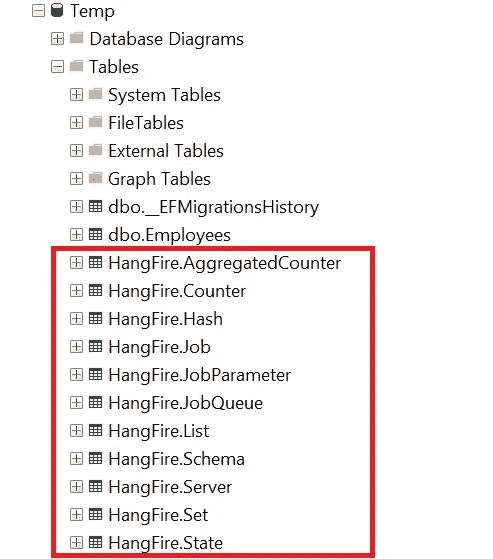 Temp
Database Diagrams
Tables
System Tables
FileTables
External Tables
Graph Tables
dbo.__EFMigrationsHistory
dbo.Employees
HangFire.AggregatedCounter
HangFire.Counter
HangFire.Hash
HangFire.Job
HangFire.JobParameter
HangFire.JobQueue
HangFire.List
HangFire.Schema
HangFire.Server
HangFire.Set
HangFire.State